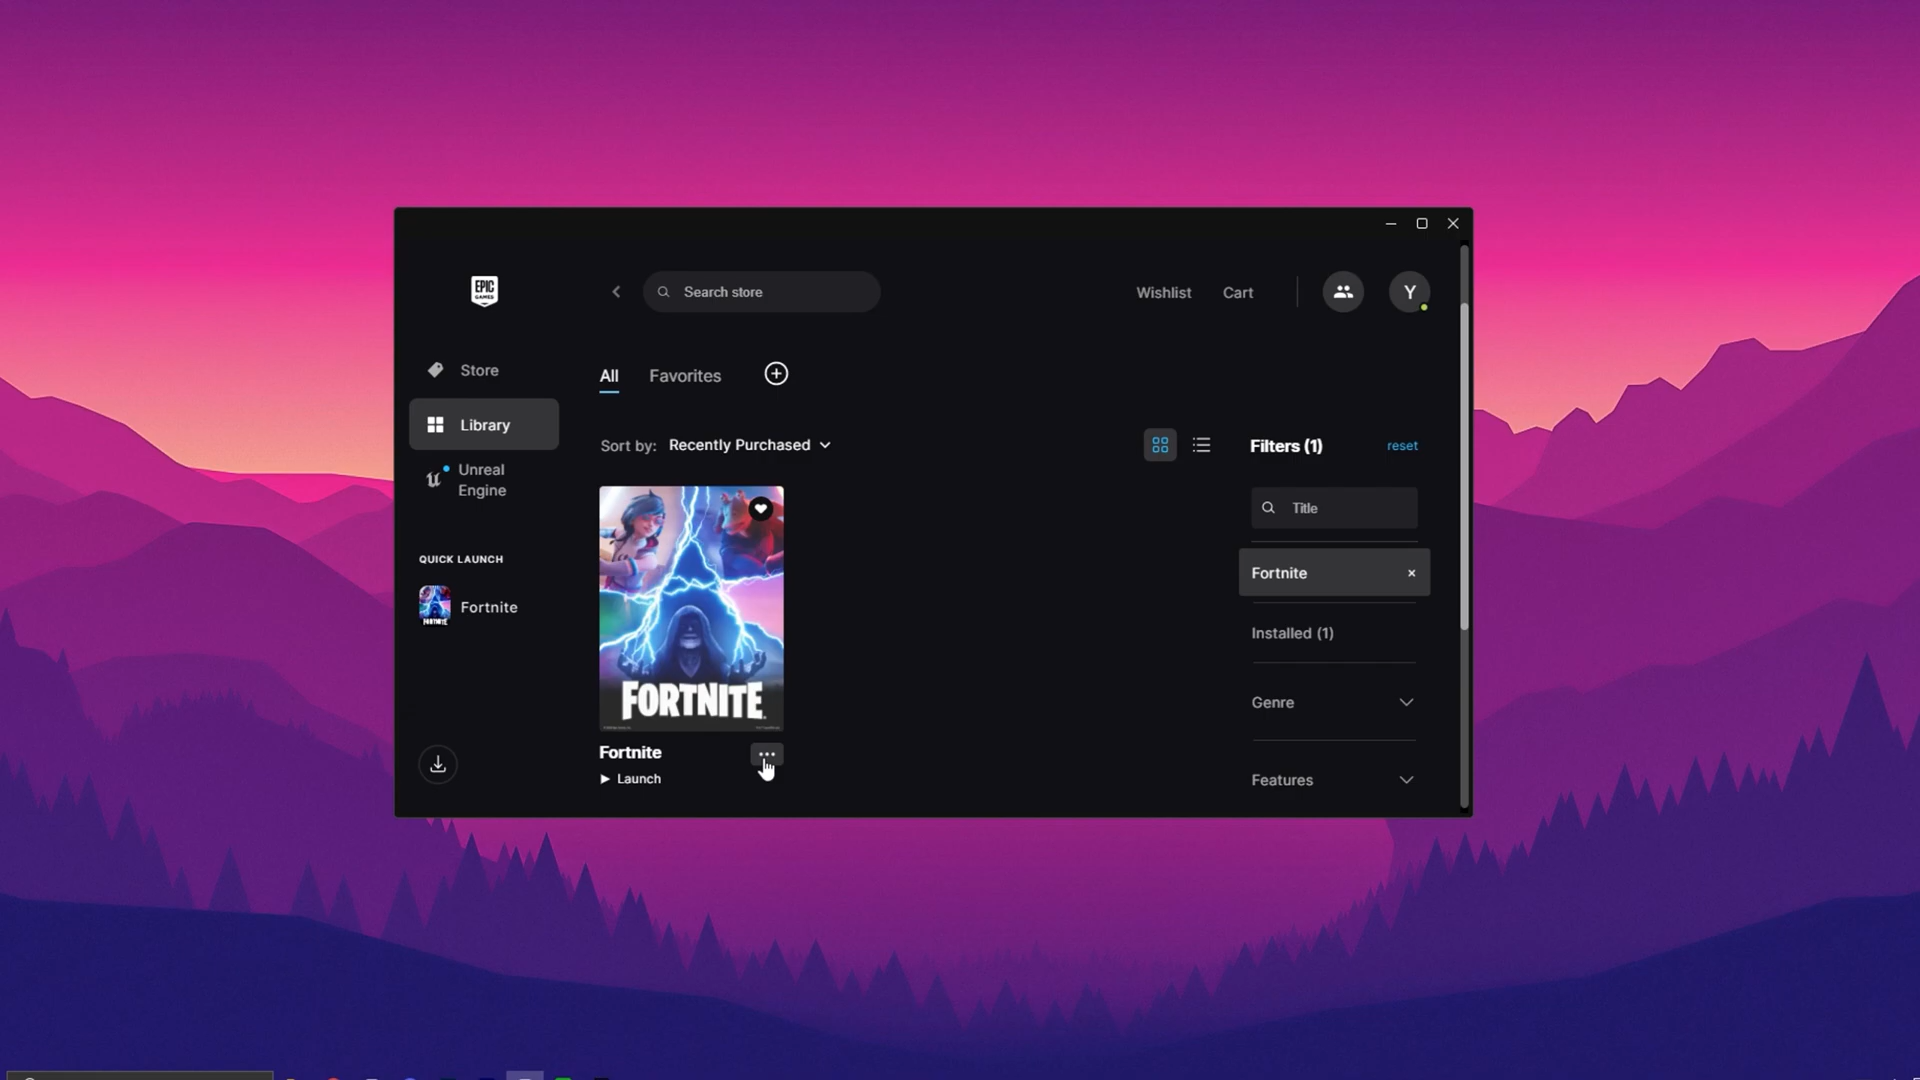 EPIC
GAMES
Search store
Wishlist
Cart
Y
Store
Library
Unreal
Engine
QUICK LAUNCH
FORTNITE
Fortnite
All
Favorites
Sort by: Recently Purchased
FORTNITE
Fortnite
Launch
Filters (1)
reset
Title
Fortnite
Installed (1)
Genre
Features